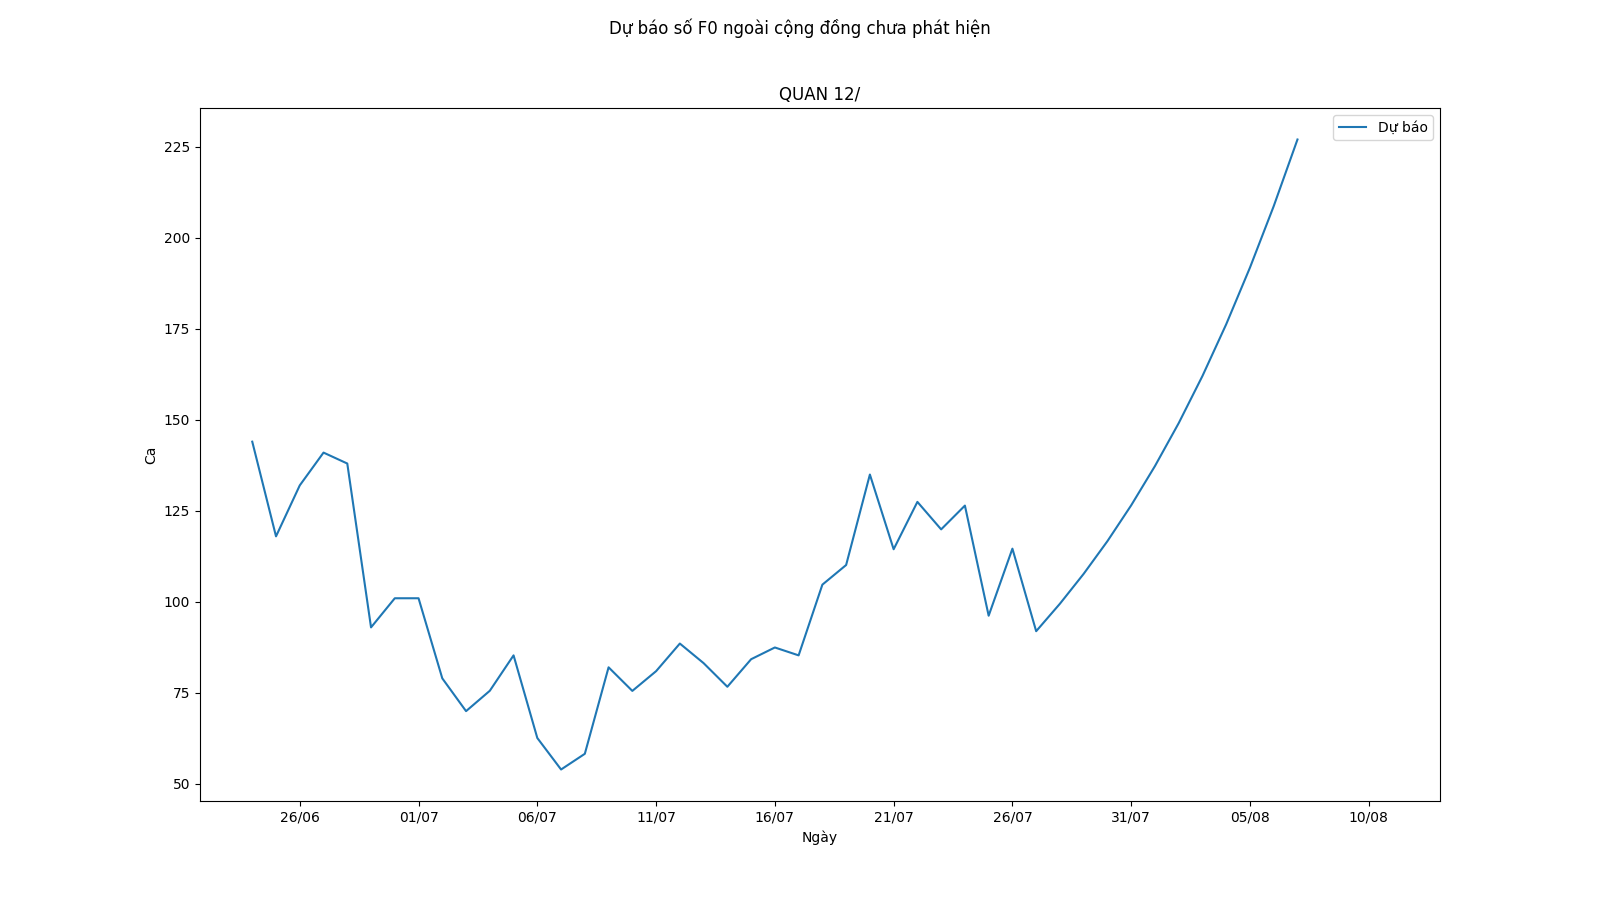 Dự báo số F0 ngoài cộng đồng chưa phát hiện
QUAN 12/
Dự báo
225
200
175
150
125
100
75
50
Ca
26/06 01/07 06/07 11/07 16/07 21/07 26/07 31/07 05/08 10/08
Ngày